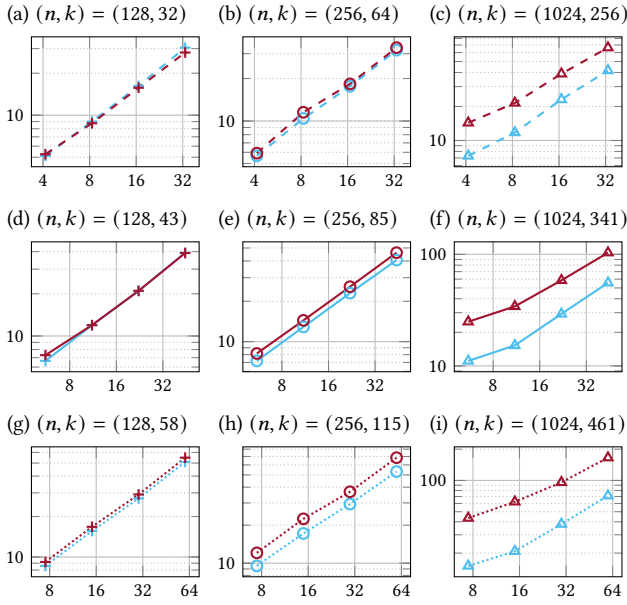 (a) (n, k) = (128, 32) (b) (n, k) = (256, 64) (c) (n, k) = (1024, 256)
10 10 10
4 8 16 32 4 8 16 32 4 8 16 32
(d) (n, k) = (128, 43) (e) (n, k) = (256, 85) (f) (n, k) = (1024, 341)
100
10 10 10
8 16 32 8 16 32 8 16 32
(g) (n, k) = (128, 58) (h) (n, k) = (256, 115) (i) (n, k) = (1024, 461)
100
10 10
8 16 32 64 8 16 32 64 8 16 32 64